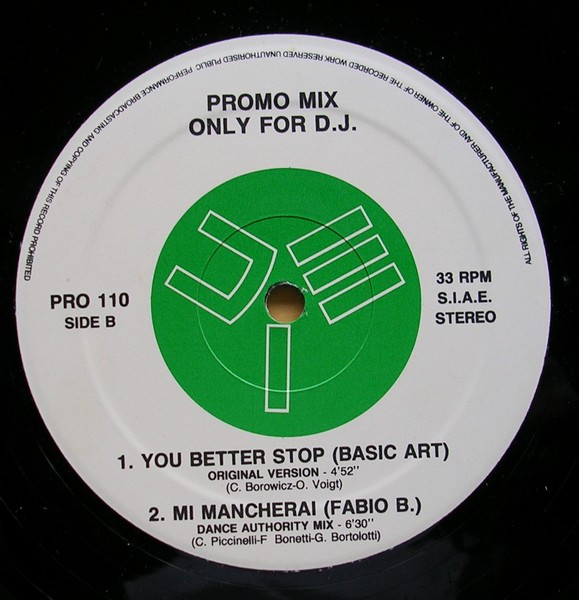 ALL RIGHTS OF THE MANUFACTURER AND OF THE OWNER OF THE RECORDED WORK RESERVED UNAUTHORISED PUBLIC PERFORMANCE BROADCASTING AND COPYING OF THIS RECORD PROHIBITED
PROMO MIX
ONLY FOR D.J.
PRO 110
SIDE B
33 RPM
S.I.A.E.
STEREO
1. YOU BETTER STOP (BASIC ART)
ORIGINAL VERSION - 4'52''
(C. Borowicz-O. Voigt)
2. MI MANCHERAI (FABIO B.)
DANCE AUTHORITY MIX - 6'30''
(C. Piccinelli-F Bonetti-G. Bortolotti)